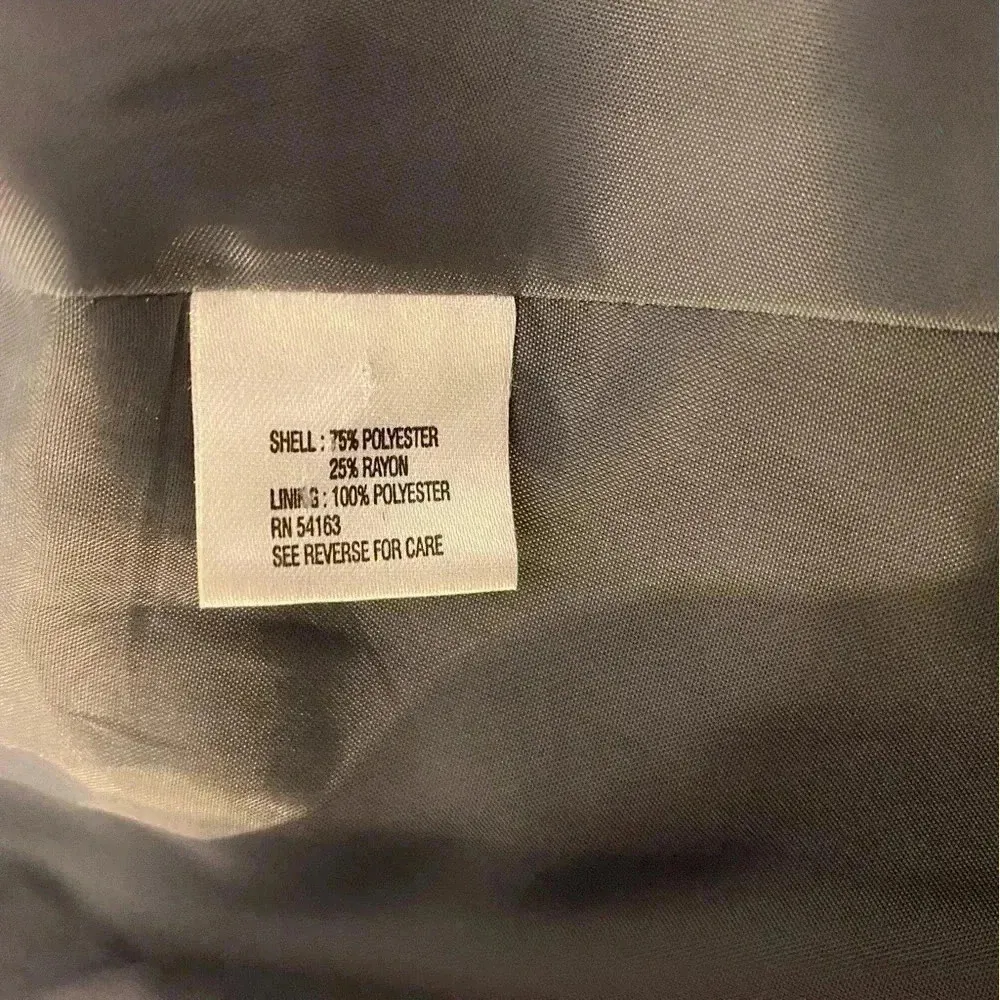 SHELL : 75% POLYESTER
25% RAYON
LINING : 100% POLYESTER
RN 54163
SEE REVERSE FOR CARE